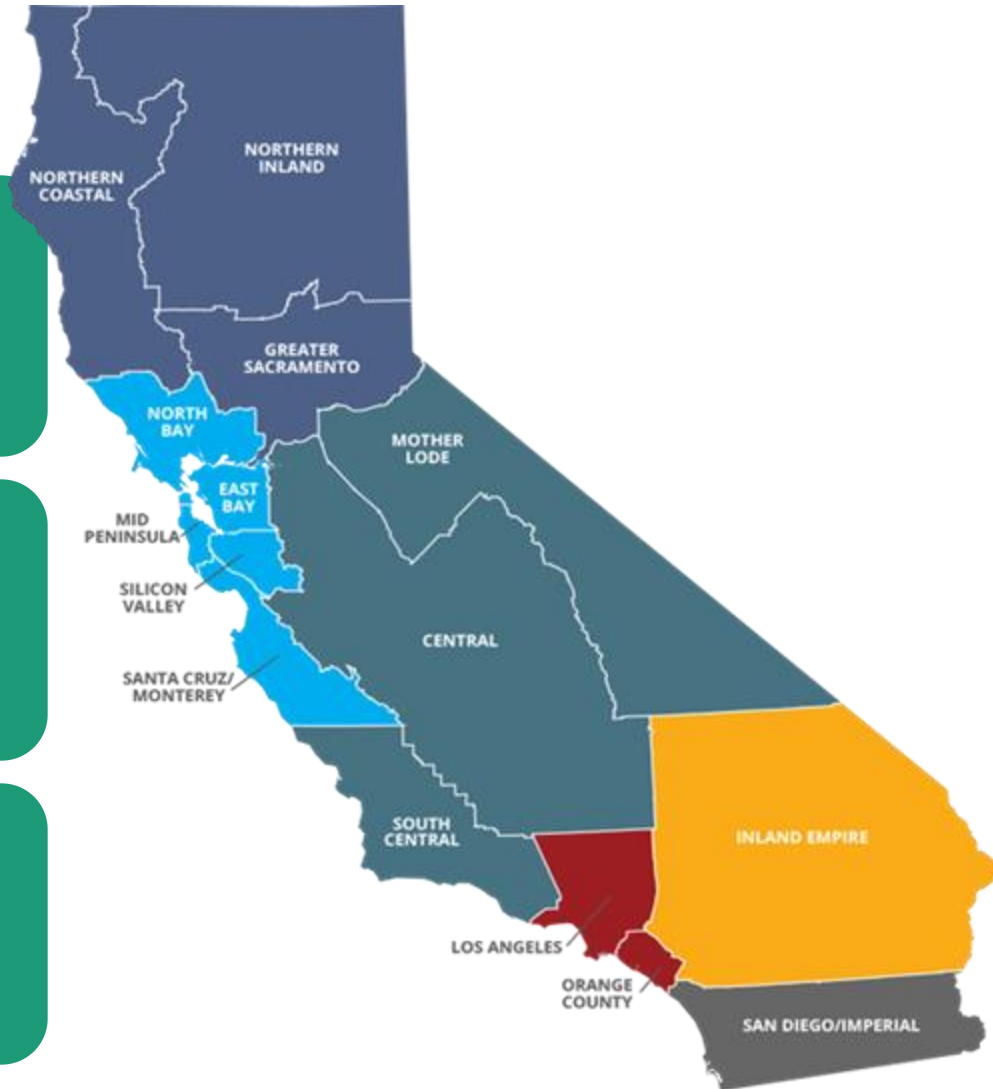 NORTHERN
INLAND
NORTHERN
COASTAL
GREATER
SACRAMENTO
NORTH
BAY
MOTHER
LODE
EAST
BAY
MID
PENINSULA
SILICON
VALLEY
CENTRAL
SANTA CRUZ/
MONTEREY
SOUTH
CENTRAL
INLAND EMPIRE
LOS ANGELES
ORANGE
COUNTY
SAN DIEGO/IMPERIAL